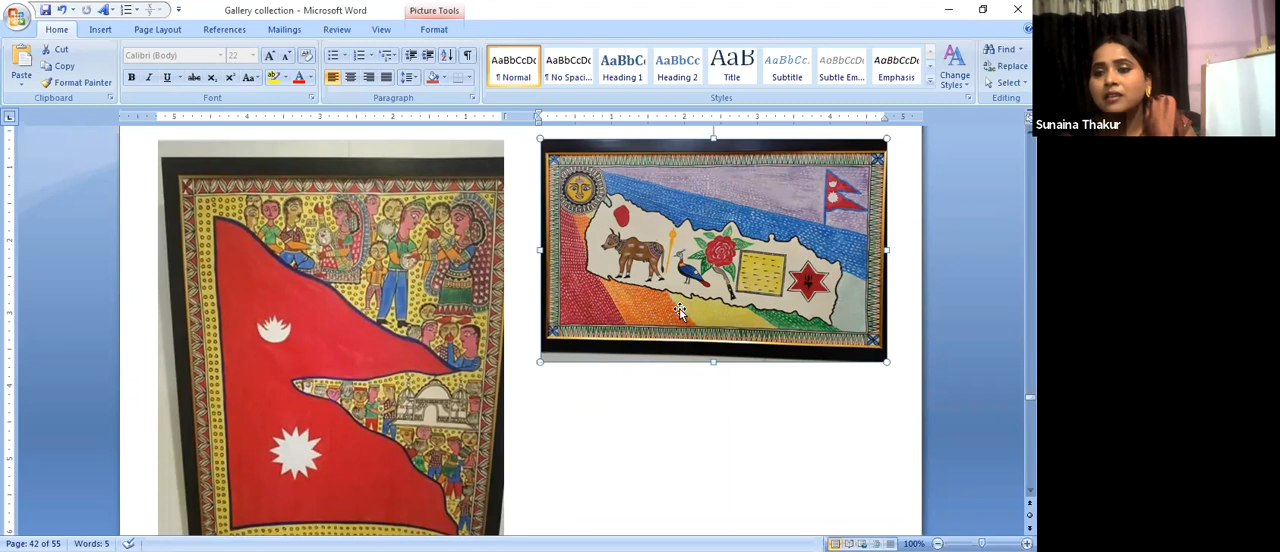 Gallery collection - Microsoft Word
Picture Tools
Home Insert Page Layout References Mailings Review View Format
Cut
Copy
Format Painter
Paste
Clipboard
Calibri (Body) 22
Font
Paragraph
AaBbCcDc AaBbCcDc AaBbC AaBbCc AaB AaBbCc. AaBbCcDc AaBbCcDc
¶ Normal ¶ No Spaci... Heading 1 Heading 2 Title Subtitle Subtle Em... Emphasis
Styles
Change Styles
Find
Replace
Select
Editing
Sunaina Thakur
Page: 42 of 55 Words: 5
100%